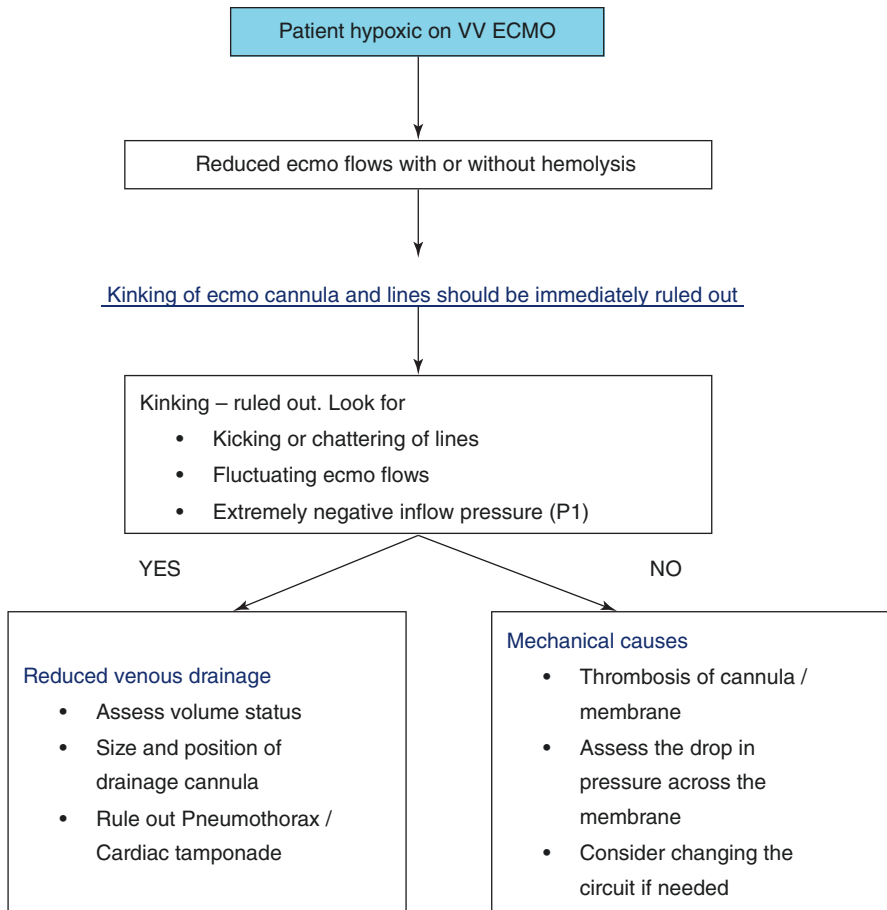 Patient hypoxic on VV ECMO
Reduced ecmo flows with or without hemolysis
Kinking of ecmo cannula and lines should be immediately ruled out
Kinking – ruled out. Look for
• Kicking or chattering of lines
• Fluctuating ecmo flows
• Extremely negative inflow pressure (P1)
YES
NO
Reduced venous drainage
• Assess volume status
• Size and position of
drainage cannula
• Rule out Pneumothorax /
Cardiac tamponade
Mechanical causes
• Thrombosis of cannula /
membrane
• Assess the drop in
pressure across the
membrane
• Consider changing the
circuit if needed